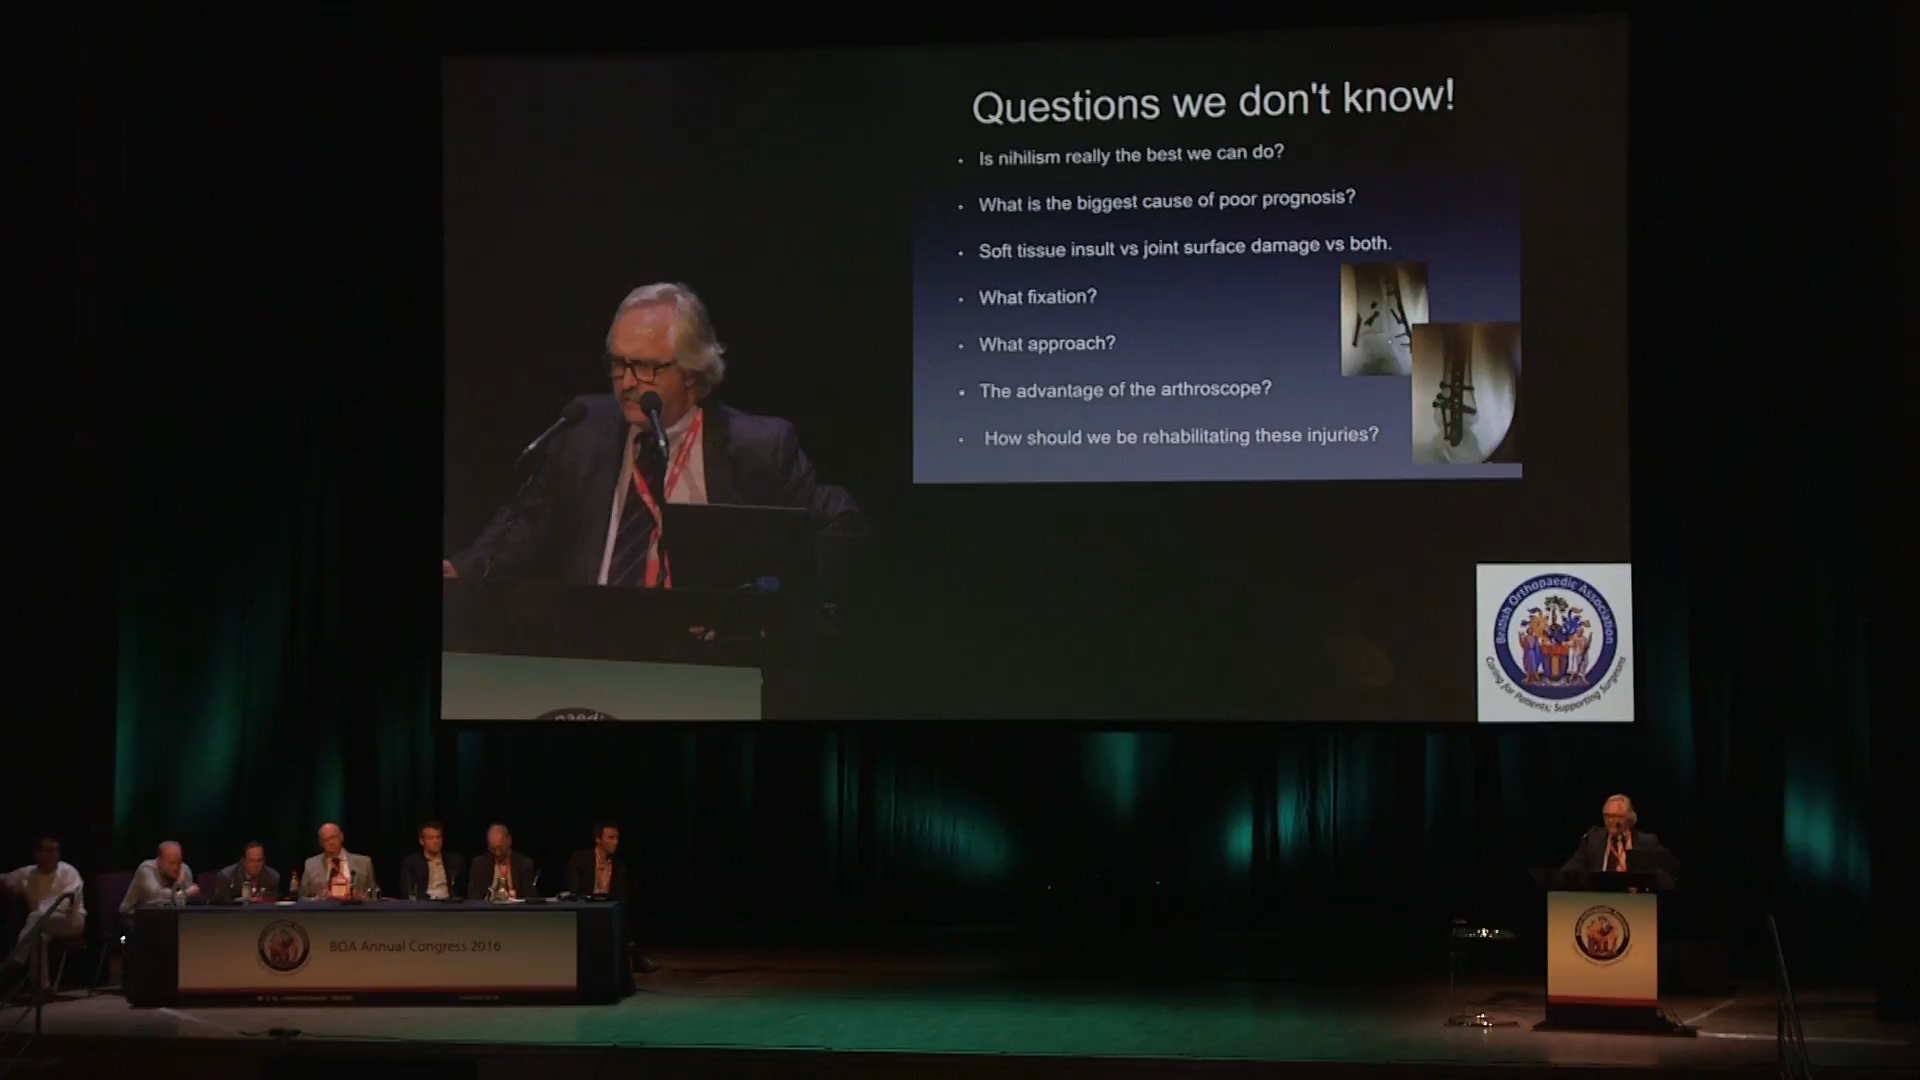 Questions we don't know!
• Is nihilism really the best we can do?
• What is the biggest cause of poor prognosis?
• Soft tissue insult vs joint surface damage vs both.
• What fixation?
• What approach?
• The advantage of the arthroscope?
• How should we be rehabilitating these injuries?
British Orthopaedic Association
Caring for Patients; Supporting Surgeons
BOA Annual Congress 2016